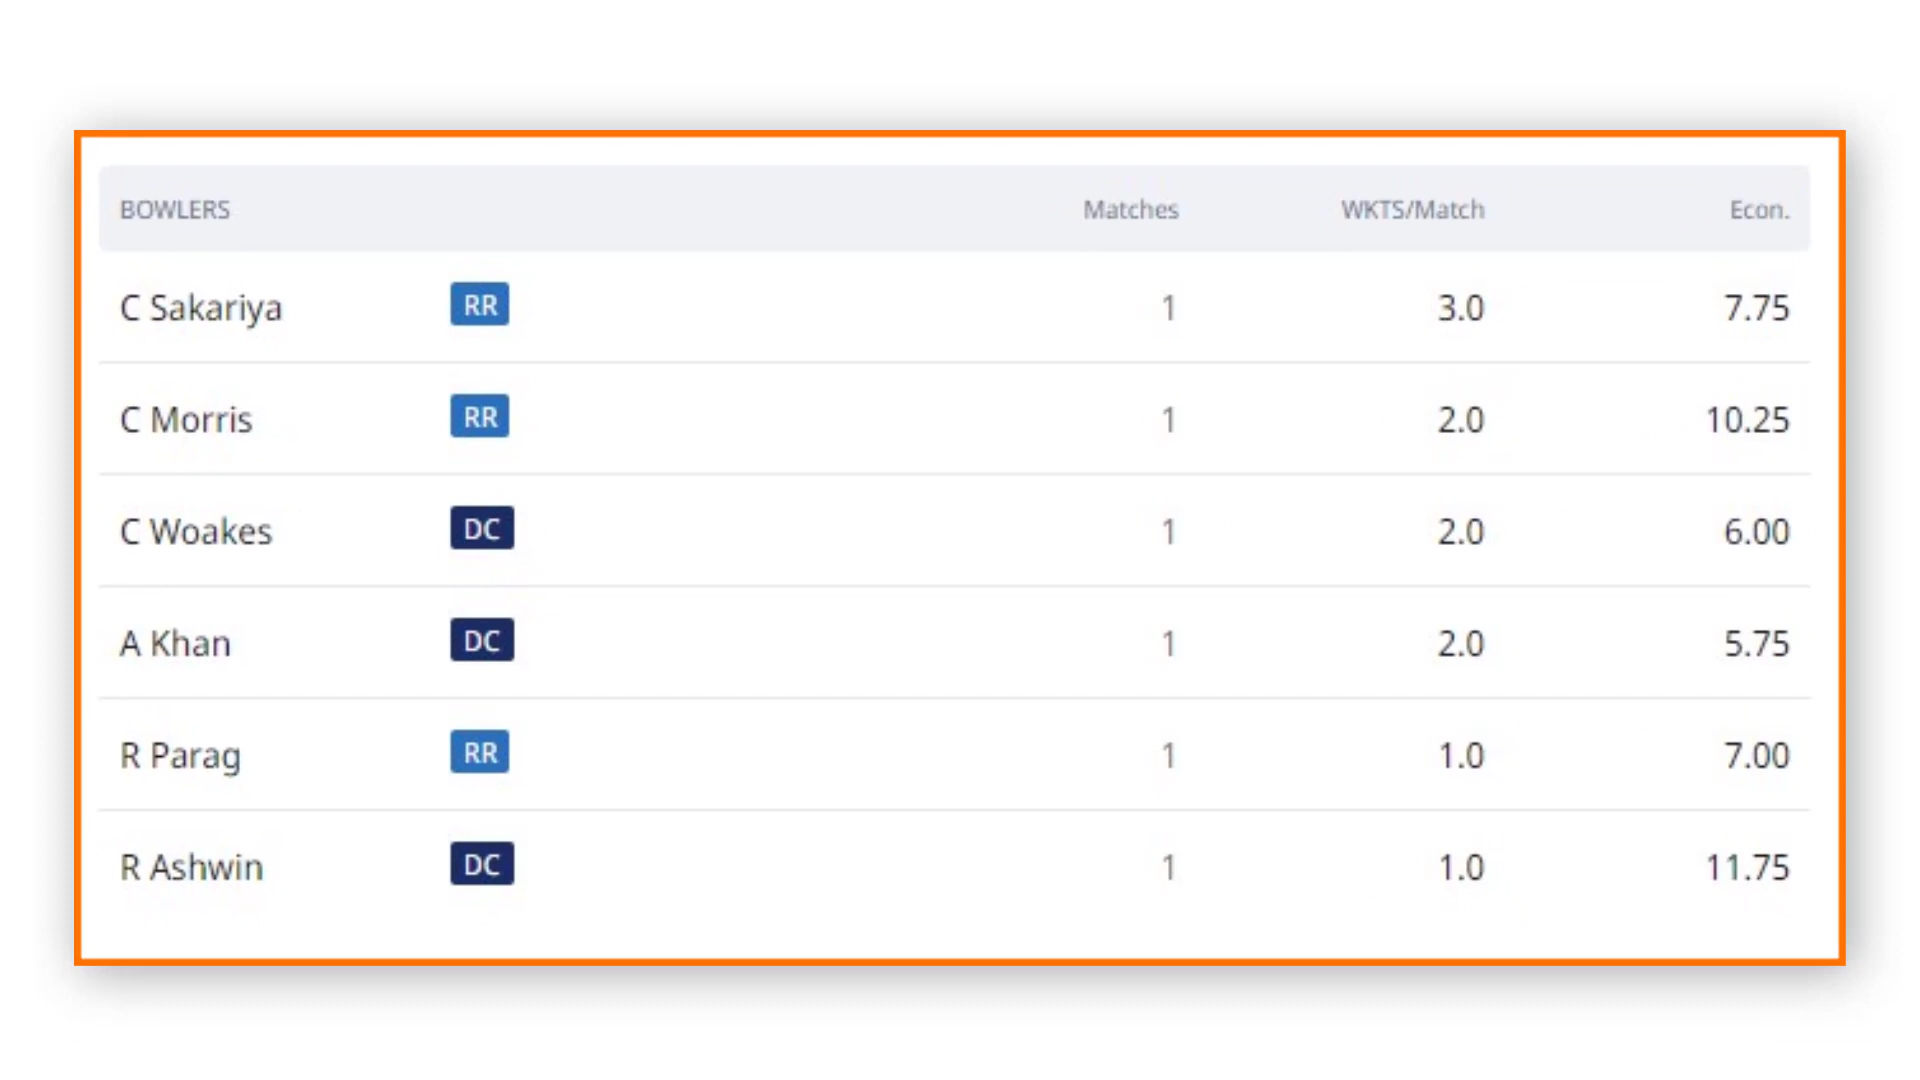 BOWLERS Matches WKTS/Match Econ.
C Sakariya RR 1 3.0 7.75
C Morris RR 1 2.0 10.25
C Woakes DC 1 2.0 6.00
A Khan DC 1 2.0 5.75
R Parag RR 1 1.0 7.00
R Ashwin DC 1 1.0 11.75